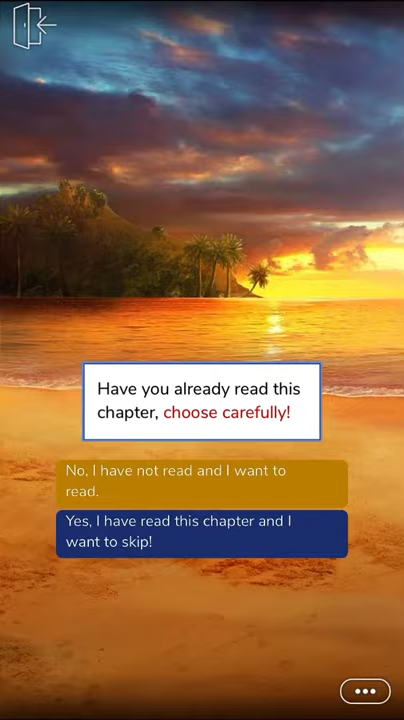 Have you already read this
chapter, choose carefully!
No, I have not read and I want to
read.
Yes, I have read this chapter and I
want to skip!